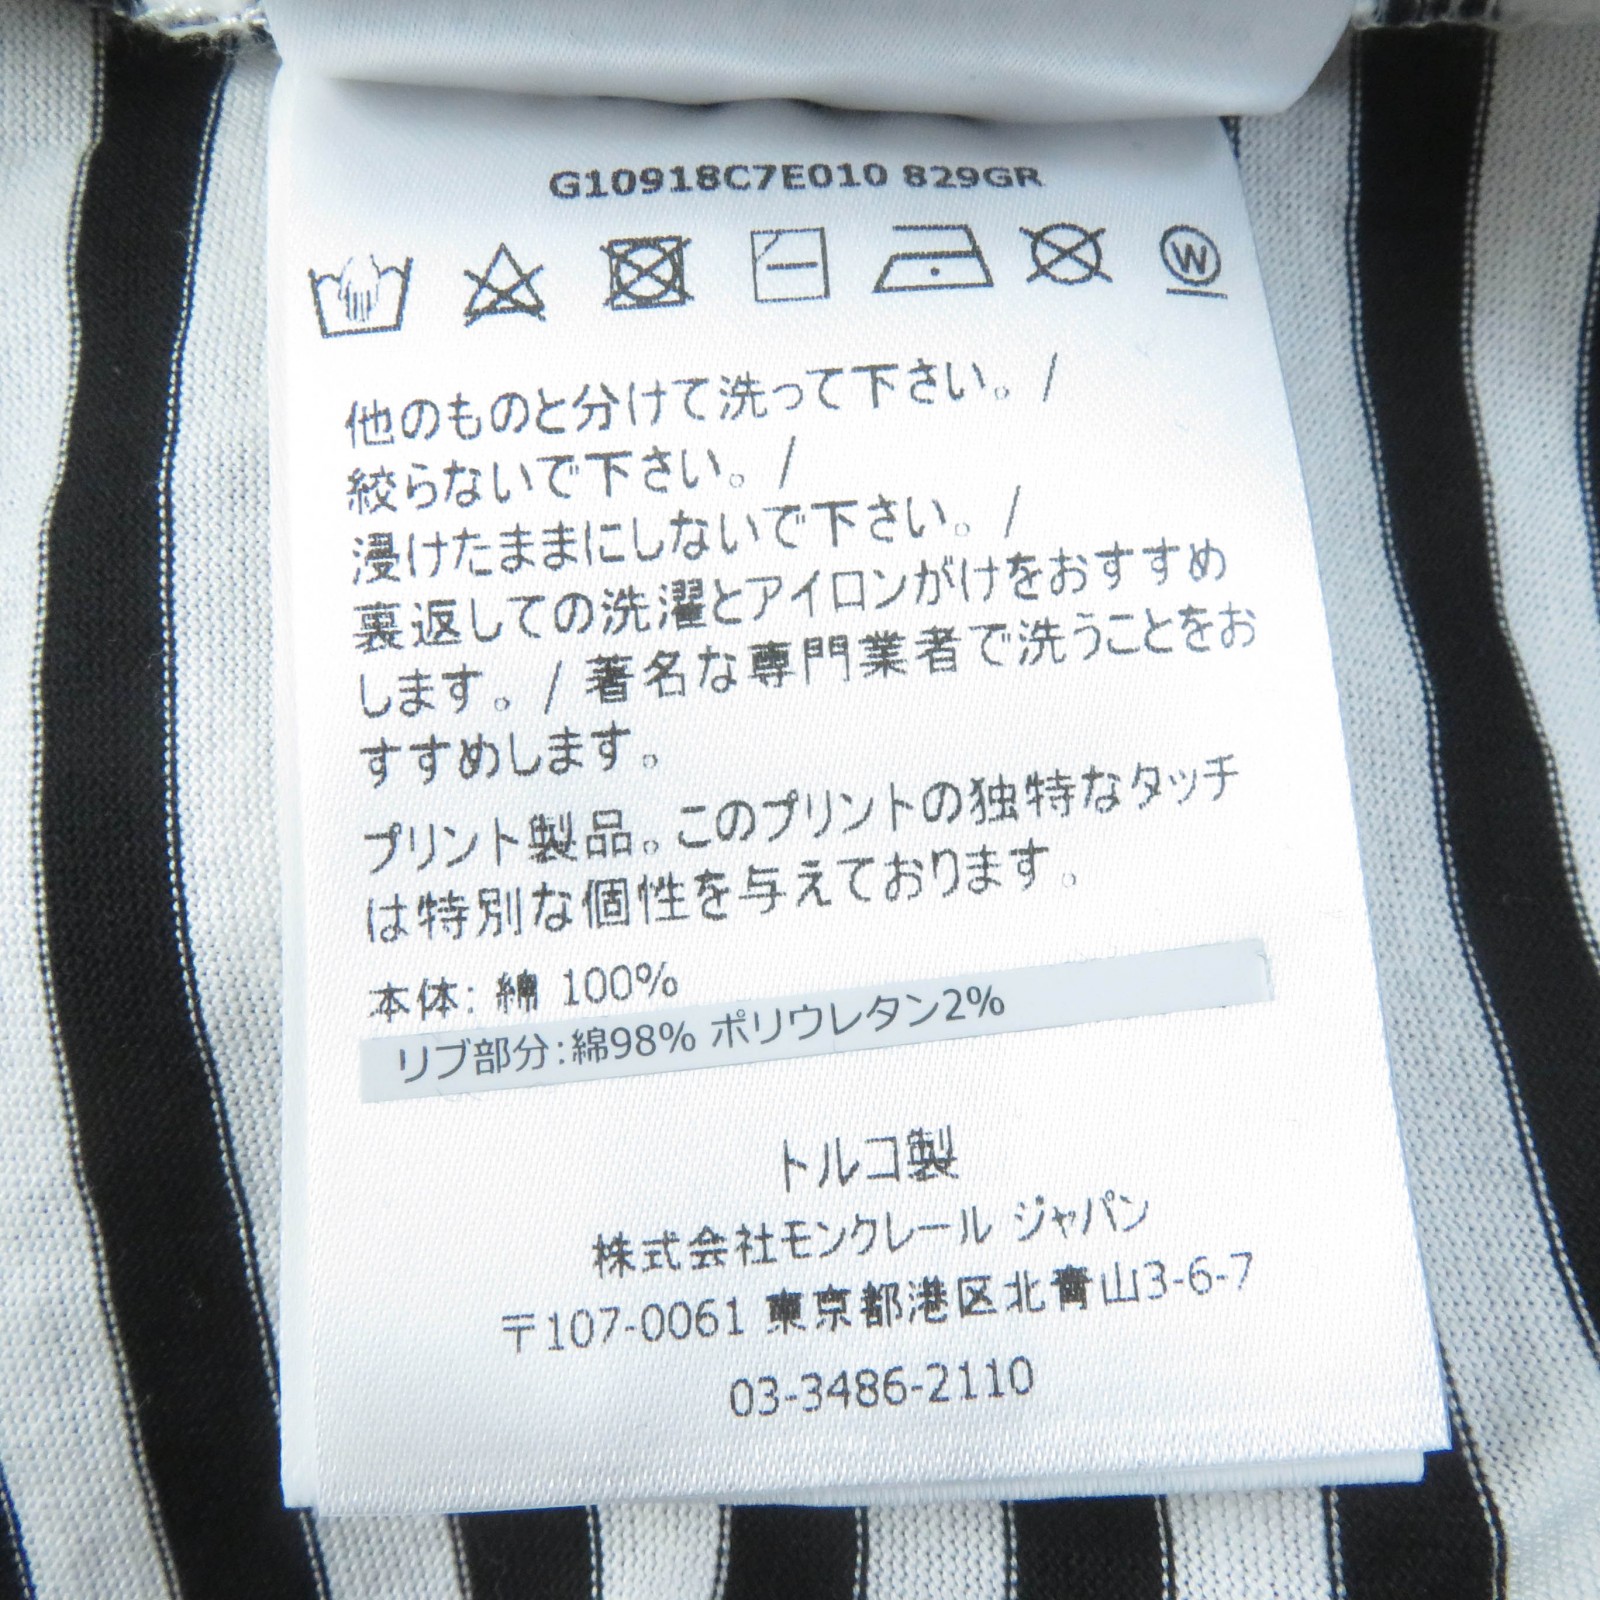 G10918C7E010 829GR
W
他のものと分けて洗って下さい。/
絞らないで下さい。/
浸けたままにしないで下さい。/
裏返しての洗濯とアイロンがけをおすすめ
します。/ 著名な専門業者で洗うことをお
すすめします。
プリント製品。このプリントの独特なタッチ
は特別な個性を与えております。
本体: 綿 100%
リブ部分:綿98% ポリウレタン2%
トルコ製
株式会社モンクレール ジャパン
〒107-0061 東京都港区北青山3-6-7
03-3486-2110